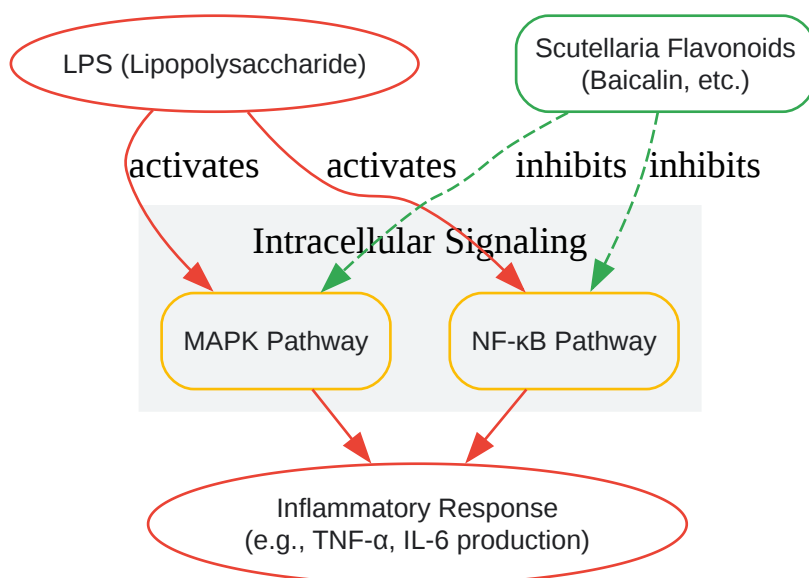 LPS (Lipopolysaccharide)
Scutellaria Flavonoids
(Baicalin, etc.)
activates
activates
inhibits
inhibits
Intracellular Signaling
MAPK Pathway
NF-κB Pathway
Inflammatory Response
(e.g., TNF-α, IL-6 production)